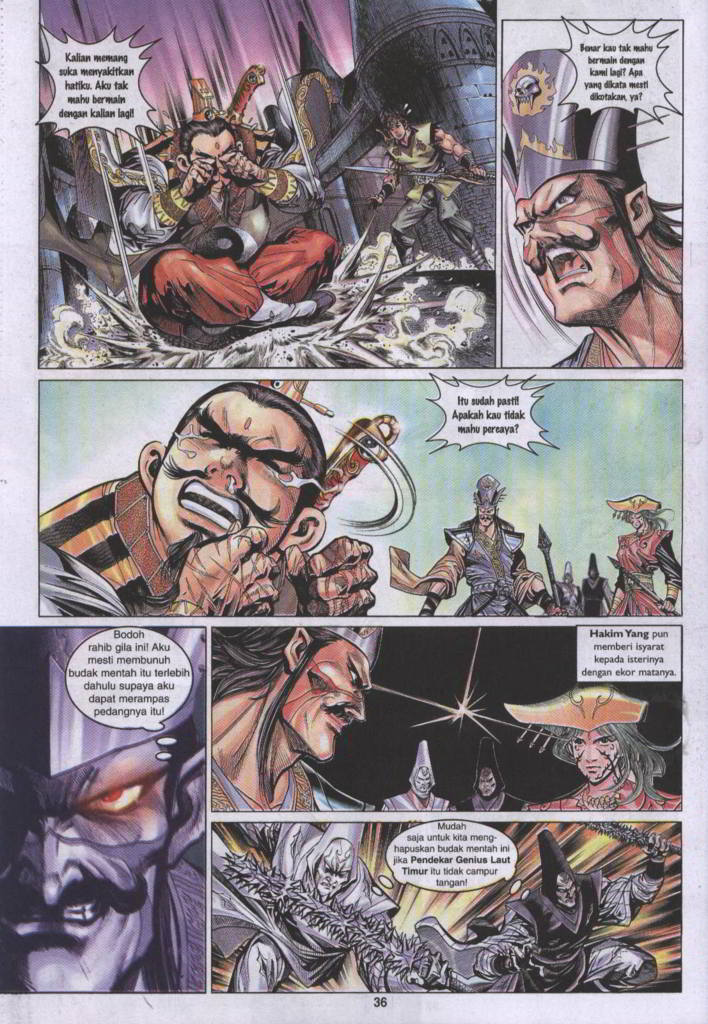 Kalian memang
suka menyakitkan
hatiku. Aku tak
mahu bermain
dengan kalian lagi!
Benar kau tak mahu
bermain dengan
kami lagi? Apa
yang dikata mesti
dikotakan, ya?
Itu sudah pasti!
Apakah kau tidak
mahu percaya?
Bodoh
rahib gila ini! Aku
mesti membunuh
budak mentah itu terlebih
dahulu supaya aku
dapat merampas
pedangnya itu!
Hakim Yang pun
memberi isyarat
kepada isterinya
dengan ekor matanya.
Mudah
saja untuk kita meng-
hapuskan budak mentah ini
jika Pendekar Genius Laut
Timur itu tidak campur
tangan!
36